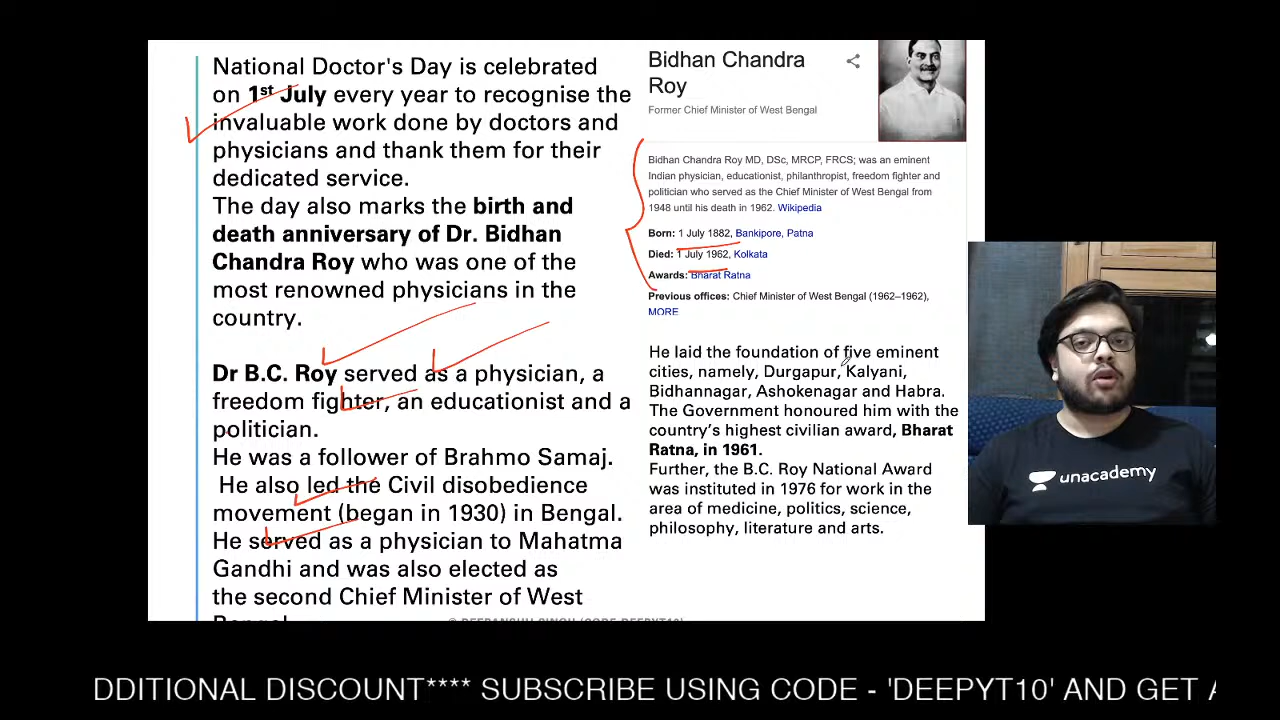 National Doctor's Day is celebrated
on 1st July every year to recognise the
invaluable work done by doctors and
physicians and thank them for their
dedicated service.
The day also marks the birth and
death anniversary of Dr. Bidhan
Chandra Roy who was one of the
most renowned physicians in the
country.
Dr B.C. Roy served as a physician, a
freedom fighter, an educationist and a
politician.
He was a follower of Brahmo Samaj.
He also led the Civil disobedience
movement (began in 1930) in Bengal.
He served as a physician to Mahatma
Gandhi and was also elected as
the second Chief Minister of West
Bengal
Bidhan Chandra
Roy
Former Chief Minister of West Bengal
Bidhan Chandra Roy MD, DSc, MRCP, FRCS; was an eminent
Indian physician, educationist, philanthropist, freedom fighter and
politician who served as the Chief Minister of West Bengal from
1948 until his death in 1962. Wikipedia
Born: 1 July 1882, Bankipore, Patna
Died: 1 July 1962, Kolkata
Awards: Bharat Ratna
Previous offices: Chief Minister of West Bengal (1962–1962),
MORE
He laid the foundation of five eminent
cities, namely, Durgapur, Kalyani,
Bidhannagar, Ashokenagar and Habra.
The Government honoured him with the
country's highest civilian award, Bharat
Ratna, in 1961.
Further, the B.C. Roy National Award
was instituted in 1976 for work in the
area of medicine, politics, science,
philosophy, literature and arts.
© DEEPANSHU SINGH (CODE DEEPYT10)
unacademy
DDITIONAL DISCOUNT**** SUBSCRIBE USING CODE - 'DEEPYT10' AND GET A